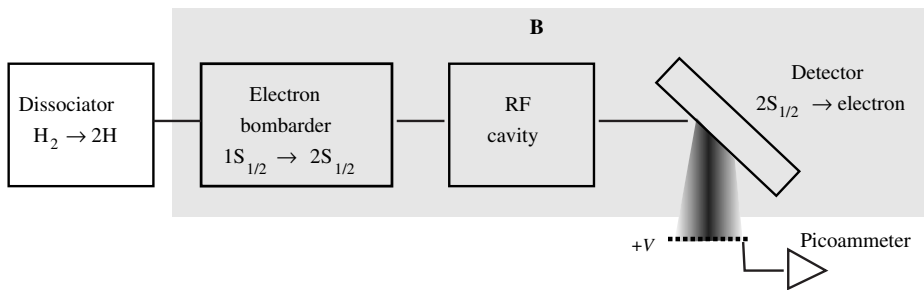 B
Dissociator
H₂ → 2H
Electron
bombarder
1S₁/₂ → 2S₁/₂
RF
cavity
Detector
2S₁/₂ → electron
+V
Picoammeter